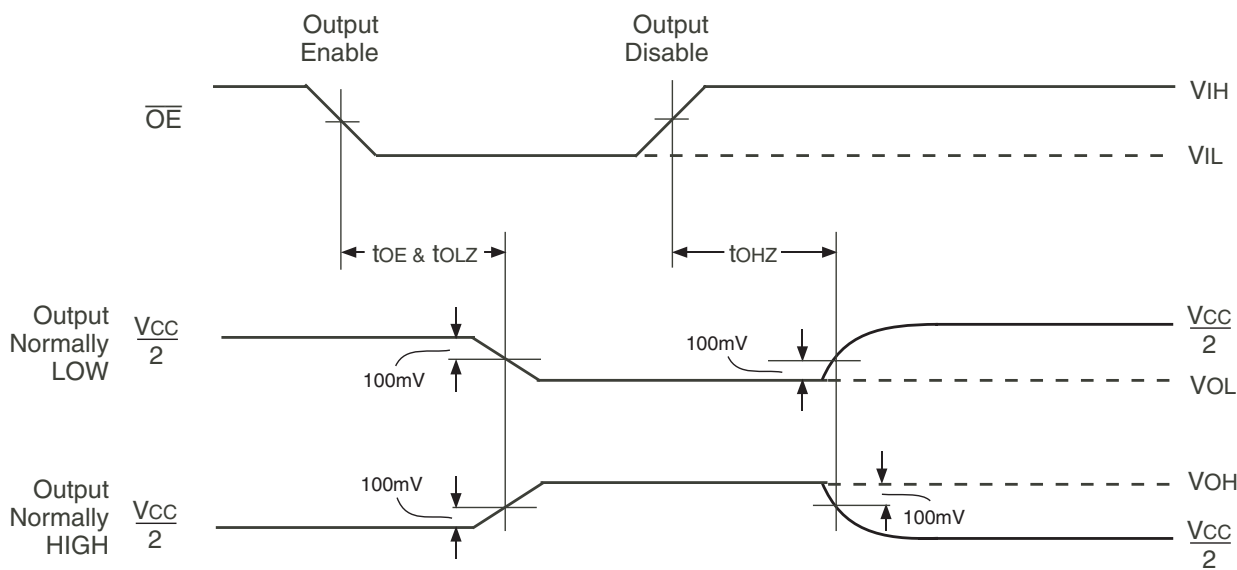 Output
Enable
Output
Disable
OE
VIH
VIL
tOE & tOLZ
tOHZ
Output
Normally
LOW
VCC
2
100mV
100mV
VCC
2
VOL
Output
Normally
HIGH
VCC
2
100mV
VOH
100mV
VCC
2